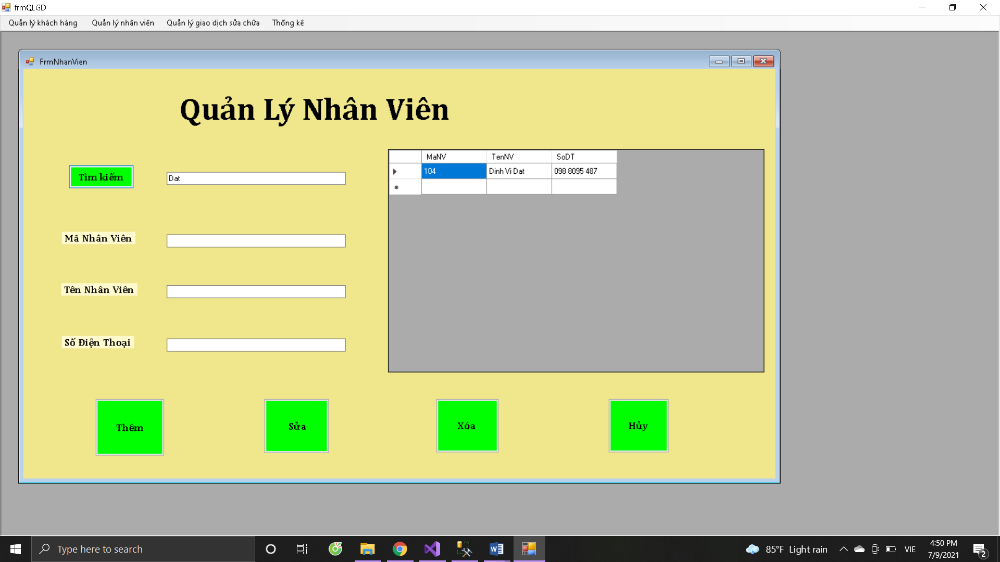 frmQLGD
Quản lý khách hàng Quản lý nhân viên Quản lý giao dịch sửa chữa Thống kê
FrmNhanVien
Quản Lý Nhân Viên
Tìm kiếm Dat
MaNV TenNV SoDT
104 Dinh Vi Dat 098 8095 487
Mã Nhân Viên
Tên Nhân Viên
Số Điện Thoại
Thêm Sửa Xóa Hủy
Type here to search
85°F Light rain
VIE
4:50 PM
7/9/2021
2